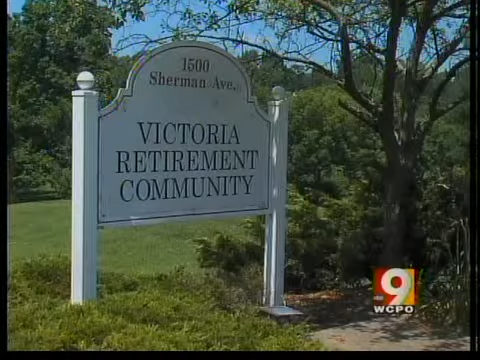 1500
Sherman Ave.
VICTORIA
RETIREMENT
COMMUNITY
9
WCPO